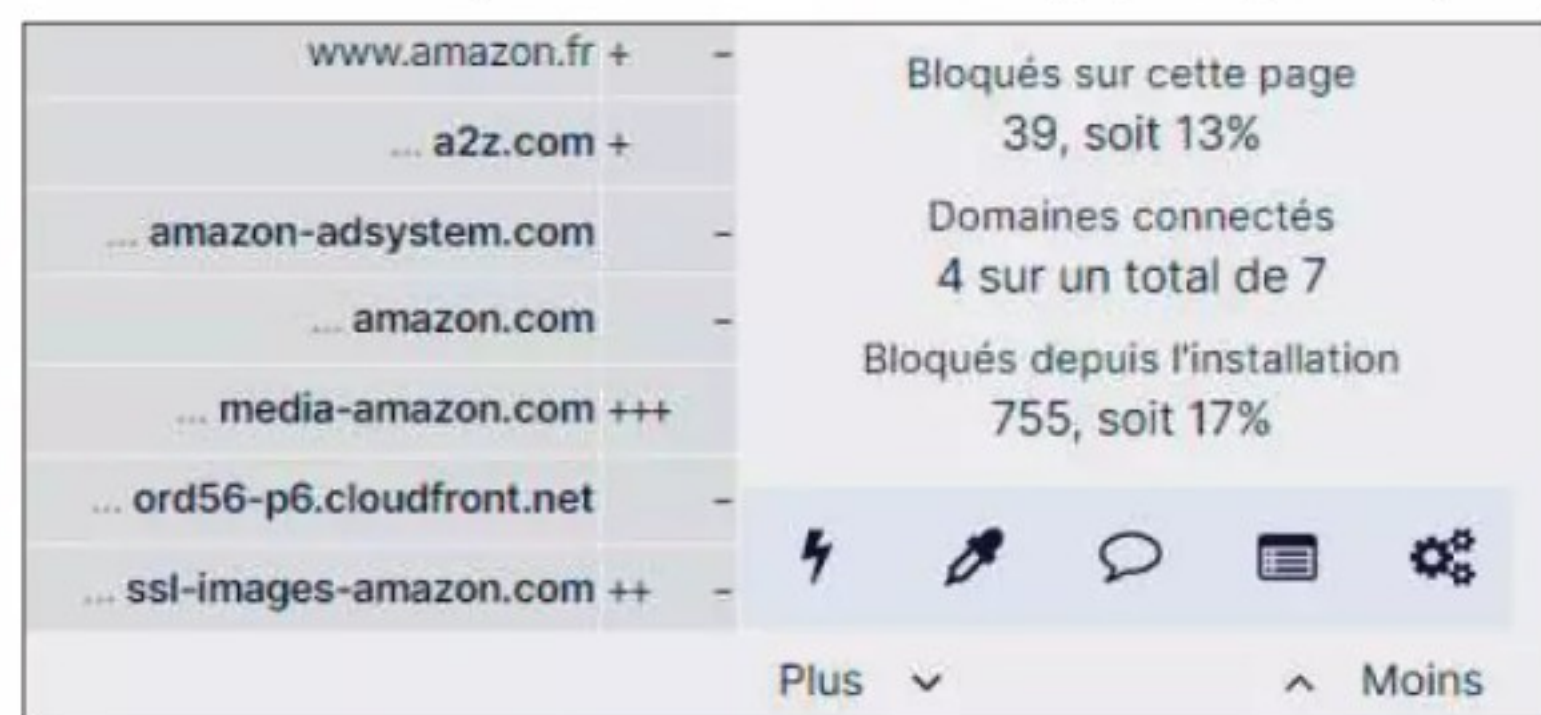 www.amazon.fr + –
... a2z.com +
... amazon-adsystem.com –
... amazon.com –
... media-amazon.com +++
... ord56-p6.cloudfront.net –
... ssl-images-amazon.com ++ –
Bloqués sur cette page
39, soit 13%
Domaines connectés
4 sur un total de 7
Bloqués depuis l'installation
755, soit 17%
Plus
Moins